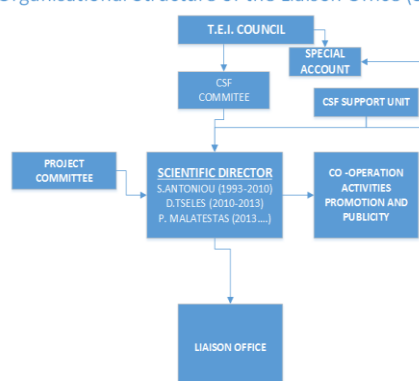 Organisational Structure of the Liaison Office
T.E.I. COUNCIL
SPECIAL
ACCOUNT
CSF
COMMITEE
CSF SUPPORT UNIT
PROJECT
COMMITTEE
SCIENTIFIC DIRECTOR
S.ANTONIOU (1993-2010)
D.TSELES (2010-2013)
P. MALATESTAS (2013....)
CO -OPERATION
ACTIVITIES
PROMOTION AND
PUBLICITY
LIAISON OFFICE